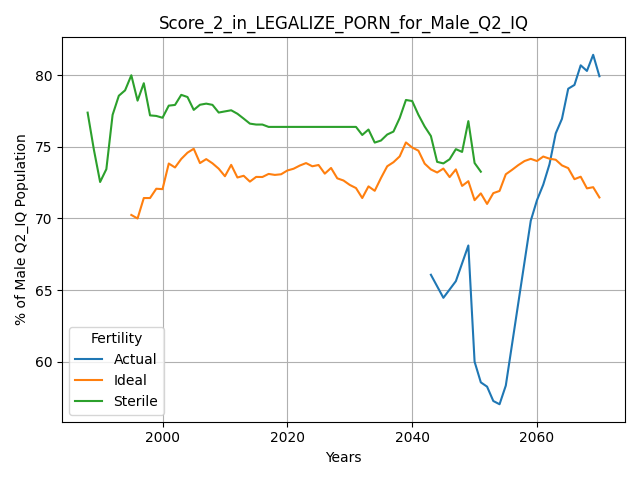 Score_2_in_LEGALIZE_PORN_for_Male_Q2_IQ
% of Male Q2_IQ Population
80
75
70
65
60
Fertility
Actual
Ideal
Sterile
2000
2020
2040
2060
Years